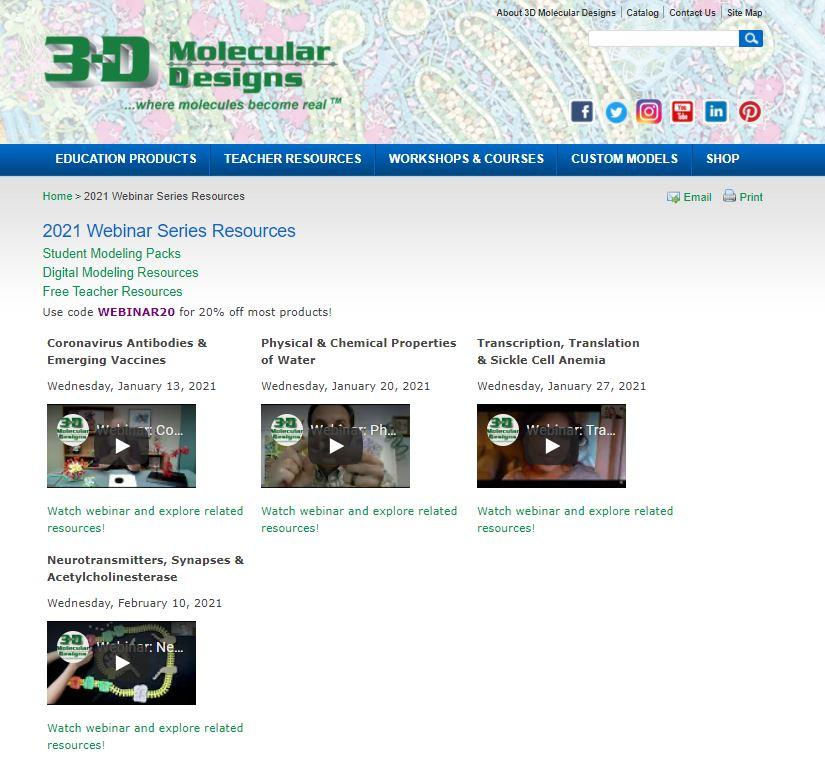 About 3D Molecular Designs Catalog Contact Us Site Map
3-D Molecular
Designs
...where molecules become real™
EDUCATION PRODUCTS TEACHER RESOURCES WORKSHOPS & COURSES CUSTOM MODELS SHOP
Home > 2021 Webinar Series Resources Email Print
2021 Webinar Series Resources
Student Modeling Packs
Digital Modeling Resources
Free Teacher Resources
Use code WEBINAR20 for 20% off most products!
Coronavirus Antibodies &
Emerging Vaccines
Wednesday, January 13, 2021
3-D Molecular Designs Webinar: Co...
Watch webinar and explore related
resources!
Physical & Chemical Properties
of Water
Wednesday, January 20, 2021
3-D Molecular Designs Webinar: Ph...
Watch webinar and explore related
resources!
Transcription, Translation
& Sickle Cell Anemia
Wednesday, January 27, 2021
3-D Molecular Designs Webinar: Tra...
Watch webinar and explore related
resources!
Neurotransmitters, Synapses &
Acetylcholinesterase
Wednesday, February 10, 2021
3-D Molecular Designs Webinar: Ne...
Watch webinar and explore related
resources!